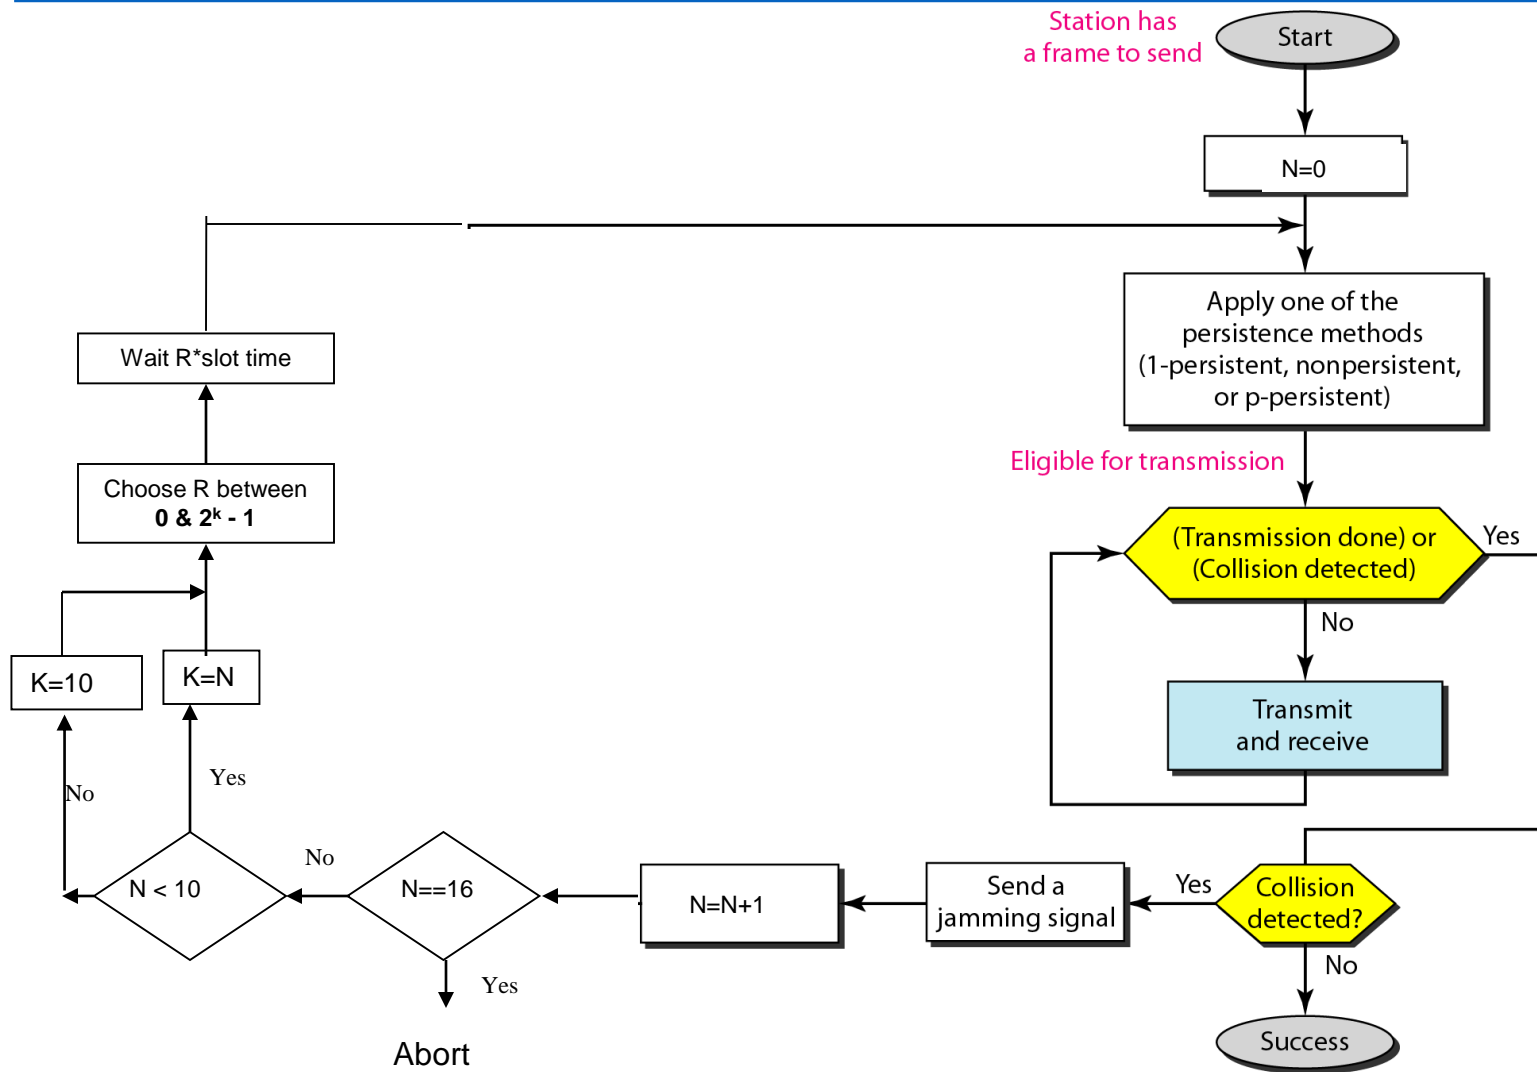 Station has
a frame to send
Start
N=0
Apply one of the
persistence methods
(1-persistent, nonpersistent,
or p-persistent)
Eligible for transmission
(Transmission done) or
(Collision detected)
Yes
No
Transmit
and receive
Collision
detected?
Yes
No
Success
Send a
jamming signal
N=N+1
N==16
No
Yes
Abort
N < 10
Yes
No
K=N
K=10
Choose R between
0 & 2ᵏ - 1
Wait R*slot time